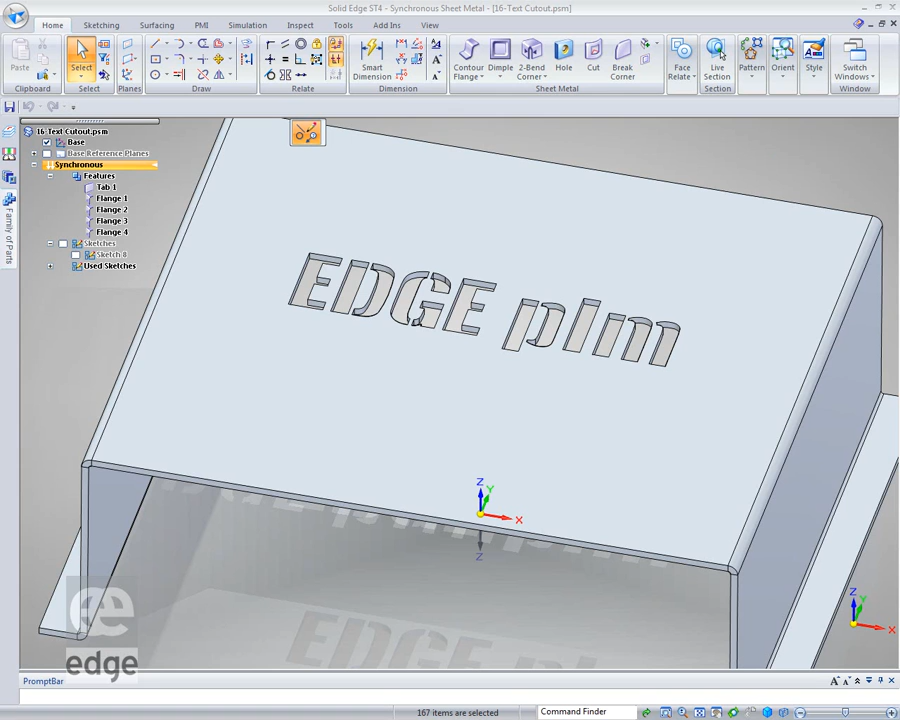 Solid Edge ST4 - Synchronous Sheet Metal - [16-Text Cutout.psm]
Home Sketching Surfacing PMI Simulation Inspect Tools Add Ins View
Paste Select Smart Dimension Contour Flange Dimple 2-Bend Corner Hole Cut Break Corner Face Relate Live Section Pattern Orient Style Switch Windows
Clipboard Select Planes Draw Relate Dimension Sheet Metal Section Window
16-Text Cutout.psm
Base
Base Reference Planes
Synchronous
Features
Tab 1
Flange 1
Flange 2
Flange 3
Flange 4
Sketches
Sketch 8
Used Sketches
Family of Parts
EDGE plm
Z
Y
X
Z
Z
Y
X
EDGE pl
edge
PromptBar
167 items are selected
Command Finder